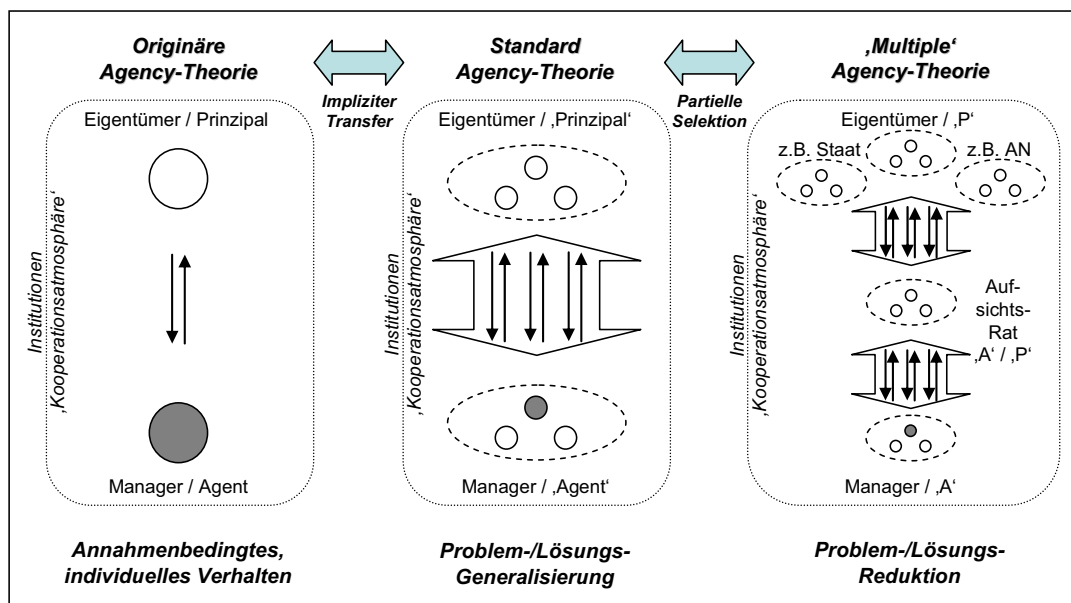 Originäre
Agency-Theorie
Impliziter
Transfer
Standard
Agency-Theorie
Partielle
Selektion
‚Multiple‘
Agency-Theorie
Institutionen
‚Kooperationsatmosphäre‘
Eigentümer / Prinzipal
Manager / Agent
Institutionen
‚Kooperationsatmosphäre‘
Eigentümer / ‚Prinzipal‘
Manager / ‚Agent‘
Institutionen
‚Kooperationsatmosphäre‘
Eigentümer / ‚P‘
z.B. Staat
z.B. AN
Auf-
sichts-
Rat
‚A‘ / ‚P‘
Manager / ‚A‘
Annahmenbedingtes,
individuelles Verhalten
Problem-/Lösungs-
Generalisierung
Problem-/Lösungs-
Reduktion